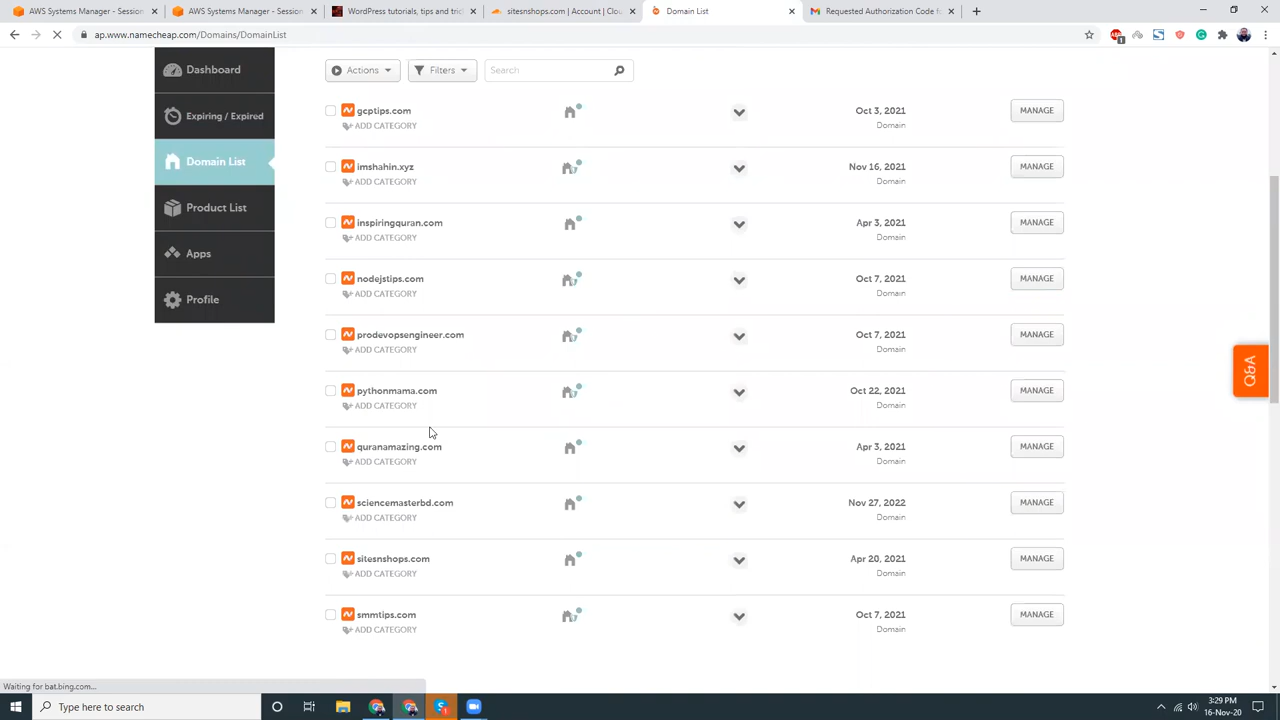 AWS Systems Manager - Session
AWS Systems Manager - Session
WordPress tutorials, tips and tric
sitesnshops.com | Account | Clou
Domain List
Requested Authorization Code fo
ap.www.namecheap.com/Domains/DomainList
Dashboard
Expiring / Expired
Domain List
Product List
Apps
Profile
Actions
Filters
Search
gcptips.com
ADD CATEGORY
Oct 3, 2021
Domain
MANAGE
imshahin.xyz
ADD CATEGORY
Nov 16, 2021
Domain
MANAGE
inspiringquran.com
ADD CATEGORY
Apr 3, 2021
Domain
MANAGE
nodejstips.com
ADD CATEGORY
Oct 7, 2021
Domain
MANAGE
prodevopsengineer.com
ADD CATEGORY
Oct 7, 2021
Domain
MANAGE
pythonmama.com
ADD CATEGORY
Oct 22, 2021
Domain
MANAGE
quranamazing.com
ADD CATEGORY
Apr 3, 2021
Domain
MANAGE
sciencemasterbd.com
ADD CATEGORY
Nov 27, 2022
Domain
MANAGE
sitesnshops.com
ADD CATEGORY
Apr 20, 2021
Domain
MANAGE
smmtips.com
ADD CATEGORY
Oct 7, 2021
Domain
MANAGE
Q&A
Waiting for bat.bing.com...
Type here to search
3:29 PM
16-Nov-20